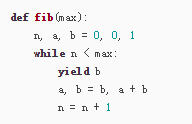 def fib(max):
    n, a, b = 0, 0, 1
    while n < max:
        yield b
        a, b = b, a + b
        n = n + 1